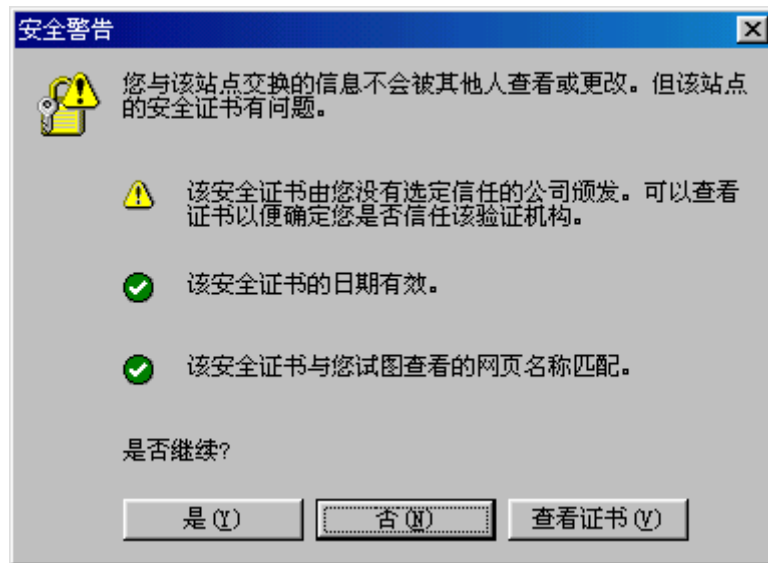 安全警告
您与该站点交换的信息不会被其他人查看或更改。但该站点
的安全证书有问题。
该安全证书由您没有选定信任的公司颁发。可以查看
证书以便确定您是否信任该验证机构。
该安全证书的日期有效。
该安全证书与您试图查看的网页名称匹配。
是否继续?
是(Y) 否(N) 查看证书(V)